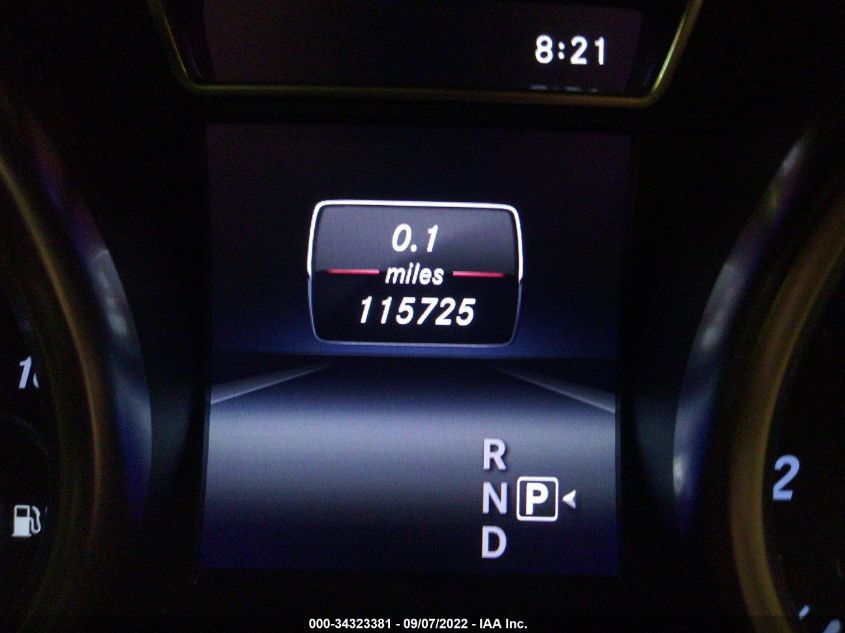 8:21
0.1
miles
115725
R
N P
D
2
000-34323381 - 09/07/2022 - IAA Inc.